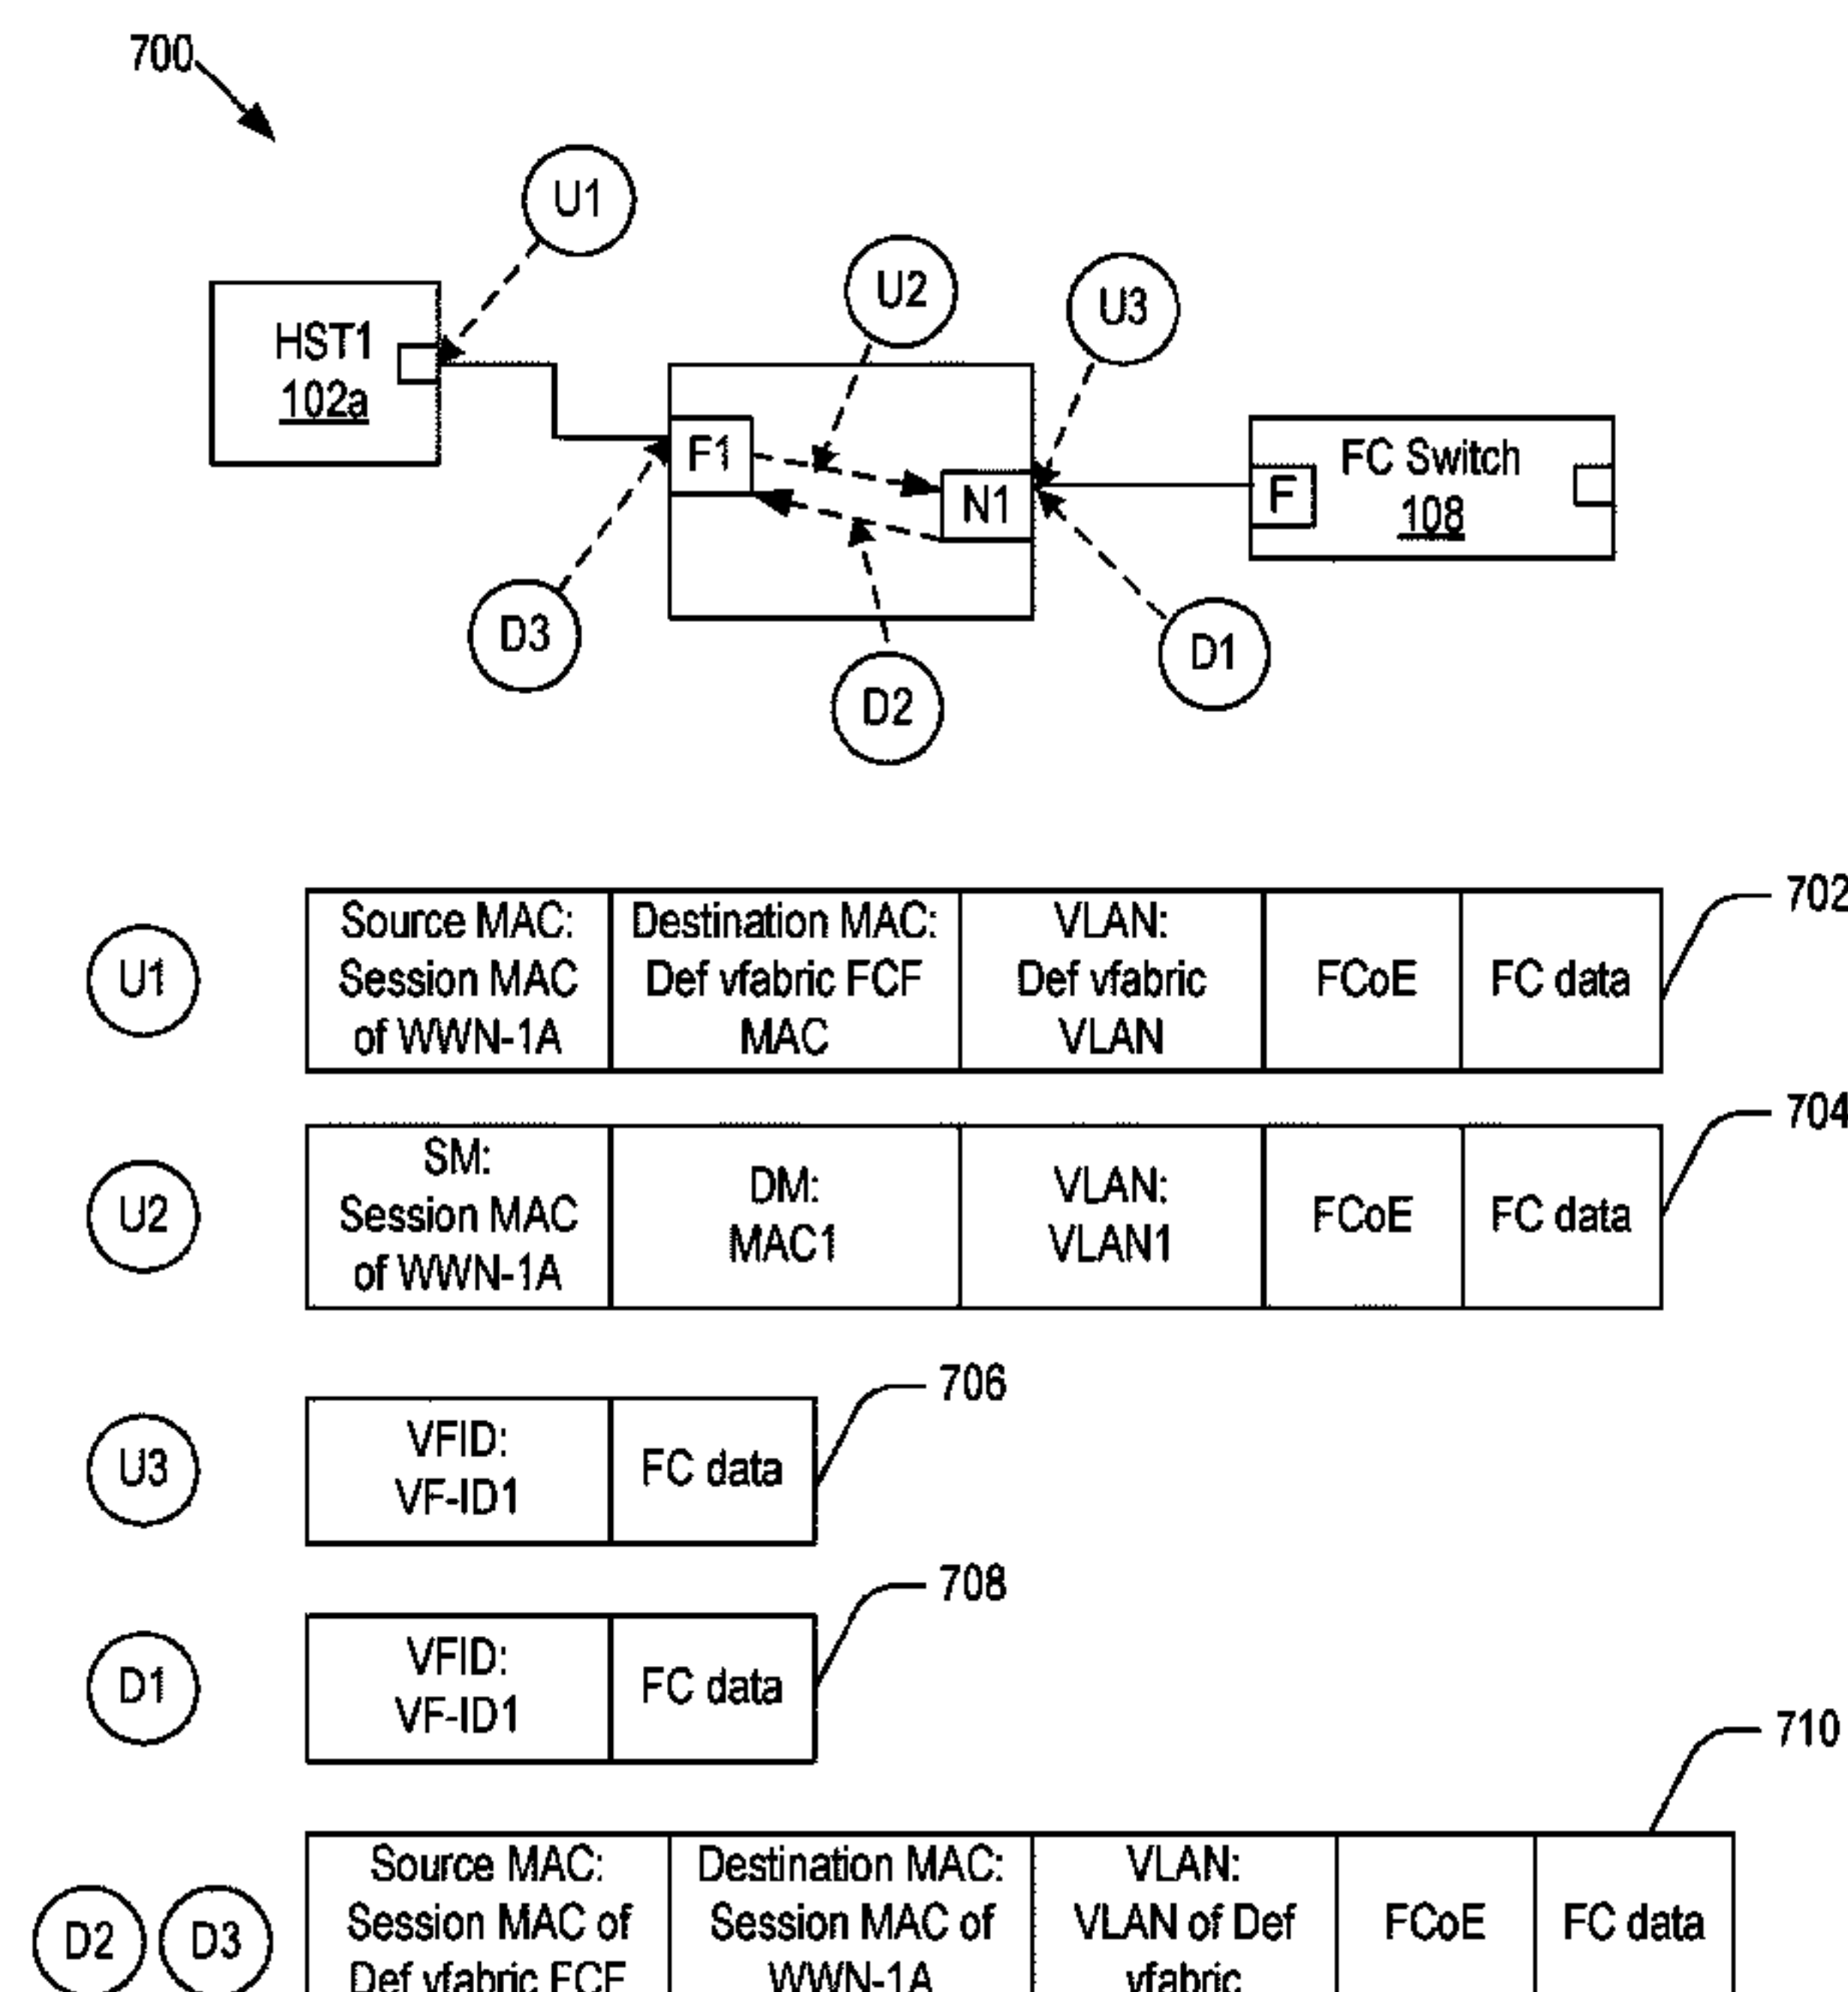 700
U1
U2
U3
HST1
102a
F1
N1
F
FC Switch
108
D3
D2
D1
U1
Source MAC:
Session MAC
of WWN-1A
Destination MAC:
Def vfabric FCF
MAC
VLAN:
Def vfabric
VLAN
FCoE
FC data
702
U2
SM:
Session MAC
of WWN-1A
DM:
MAC1
VLAN:
VLAN1
FCoE
FC data
704
U3
VFID:
VF-ID1
FC data
706
D1
VFID:
VF-ID1
FC data
708
D2
D3
Source MAC:
Session MAC of
Def vfabric FCF
Destination MAC:
Session MAC of
WWN-1A
VLAN:
VLAN of Def
vfabric
FCoE
FC data
710